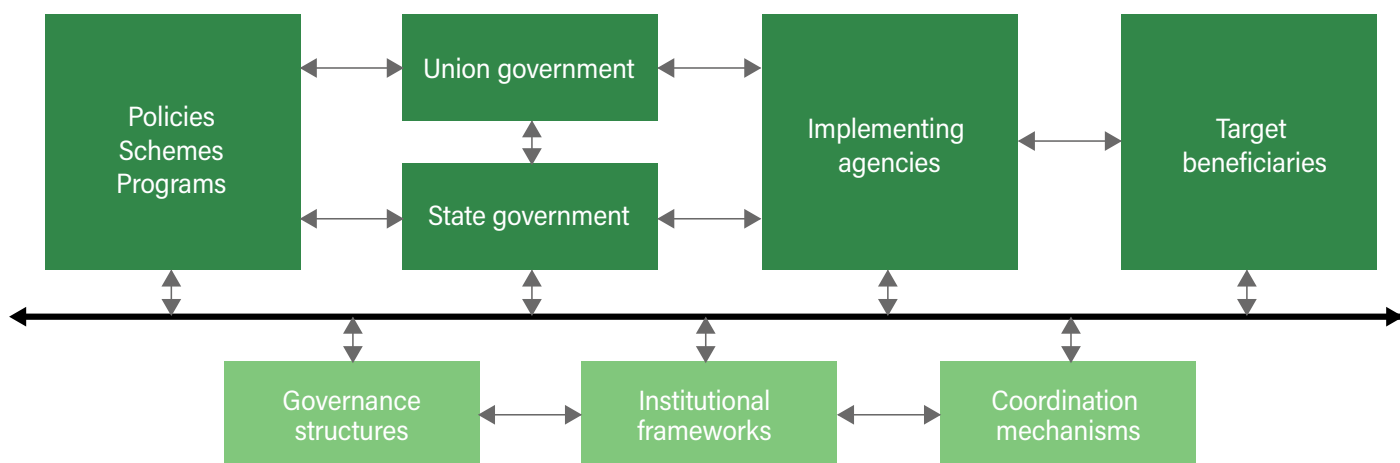 Policies
Schemes
Programs
Union government
State government
Implementing
agencies
Target
beneficiaries
Governance
structures
Institutional
frameworks
Coordination
mechanisms